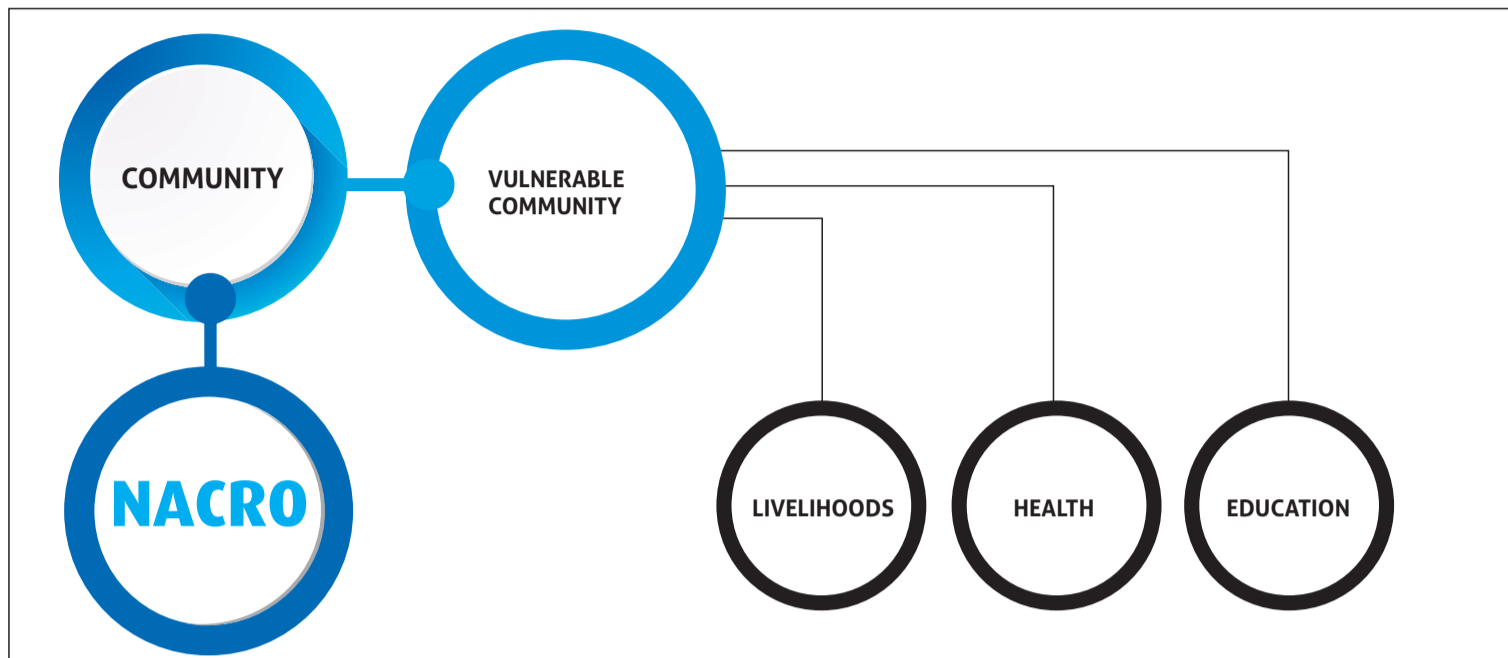 COMMUNITY
VULNERABLE
COMMUNITY
NACRO
LIVELIHOODS
HEALTH
EDUCATION